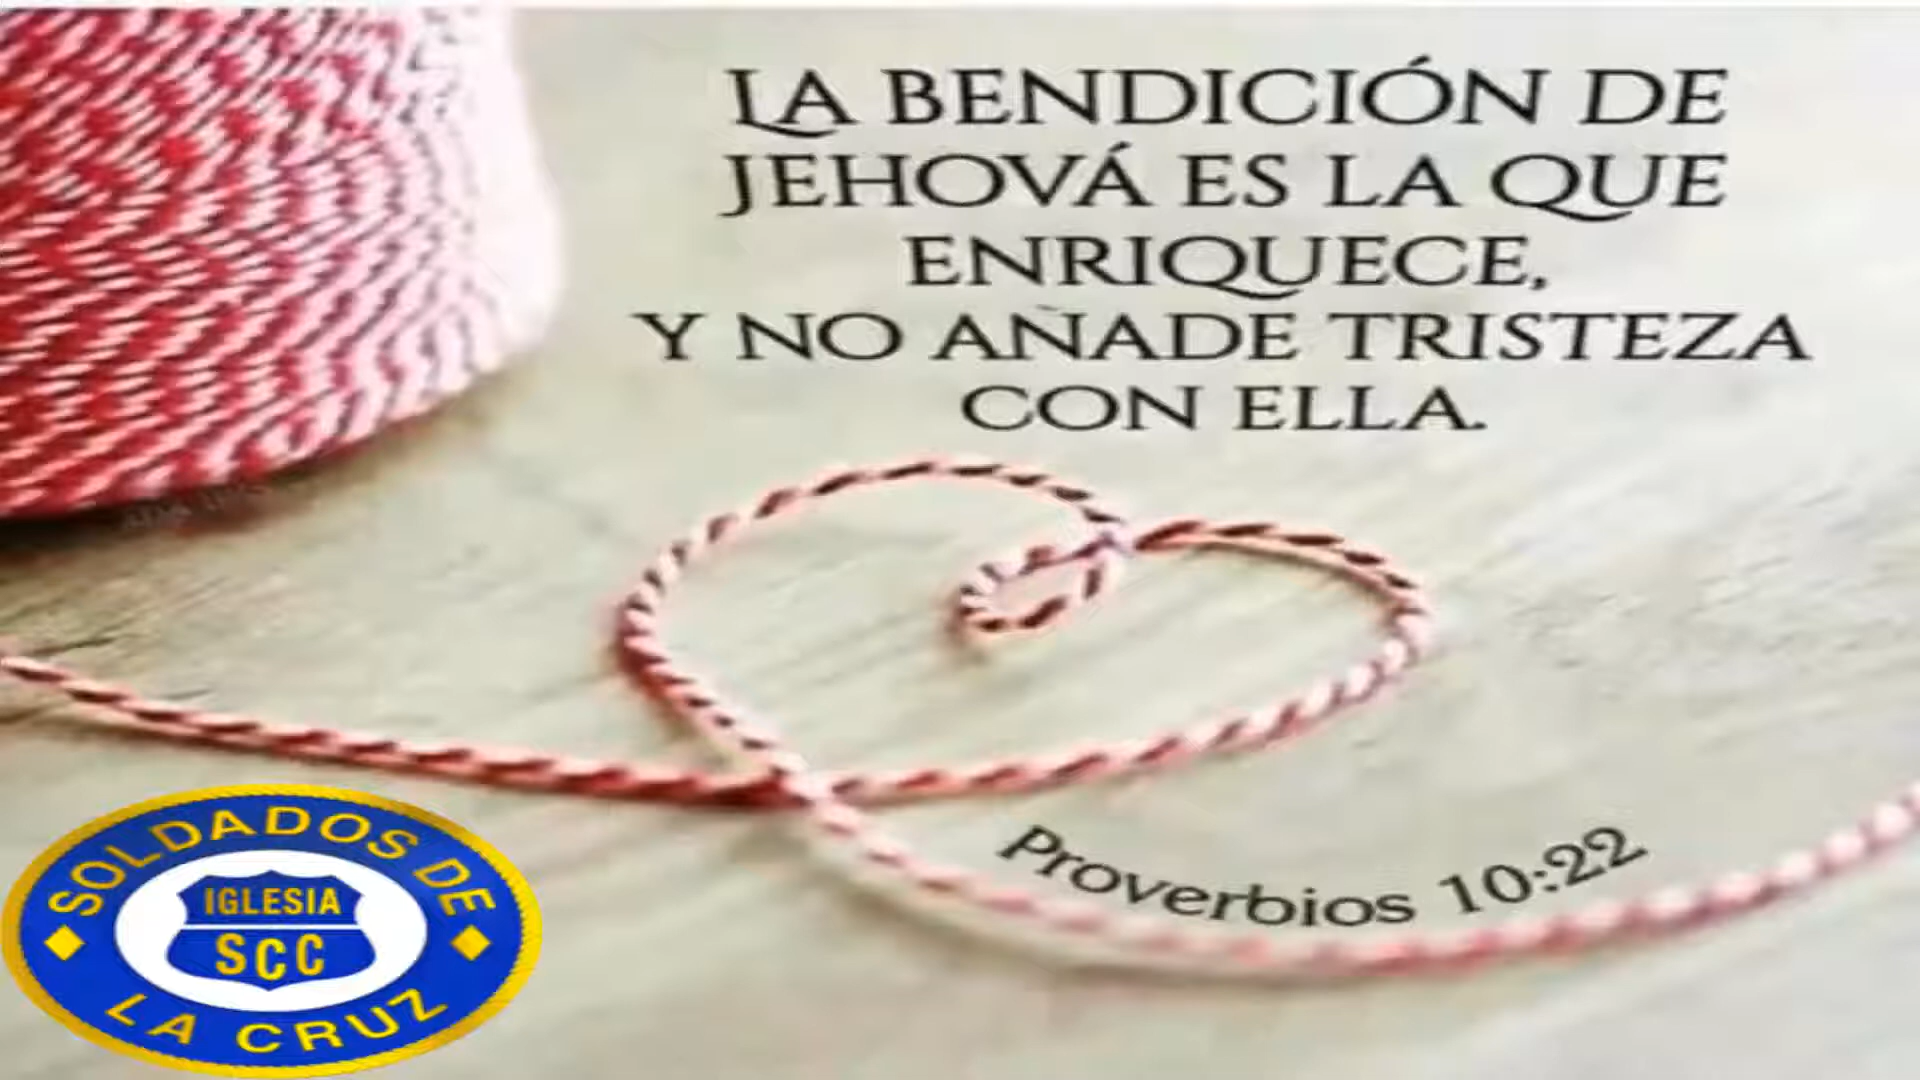 LA BENDICIÓN DE
JEHOVÁ ES LA QUE
ENRIQUECE,
Y NO AÑADE TRISTEZA
CON ELLA.
Proverbios 10:22
SOLDADOS DE
IGLESIA
SCC
LA CRUZ